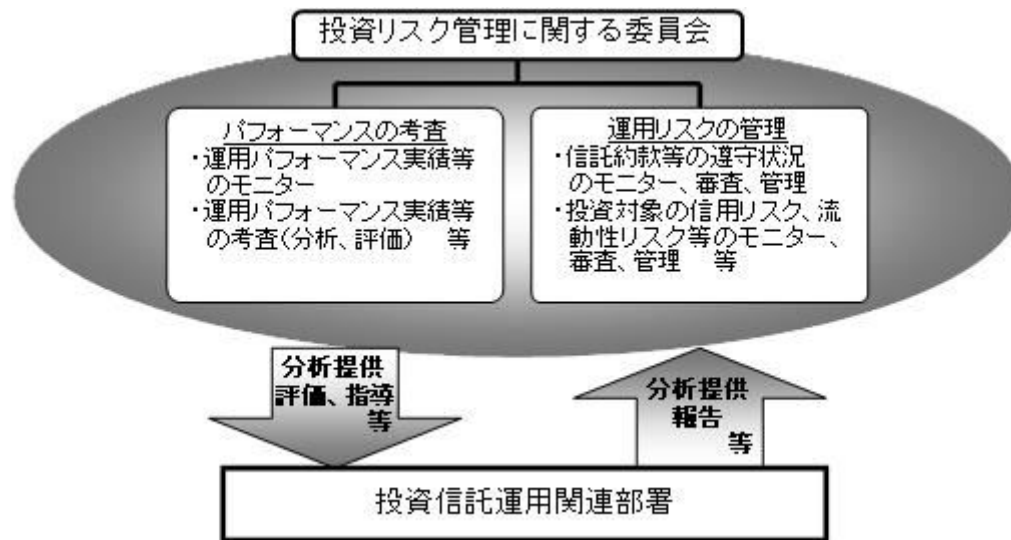 投資リスク管理に関する委員会
パフォーマンスの考査
・運用パフォーマンス実績等
のモニター
・運用パフォーマンス実績等
の考査(分析、評価) 等
運用リスクの管理
・信託約款等の遵守状況
のモニター、審査、管理
・投資対象の信用リスク、流
動性リスク等のモニター、
審査、管理 等
分析提供
評価、指導
等
分析提供
報告
等
投資信託運用関連部署